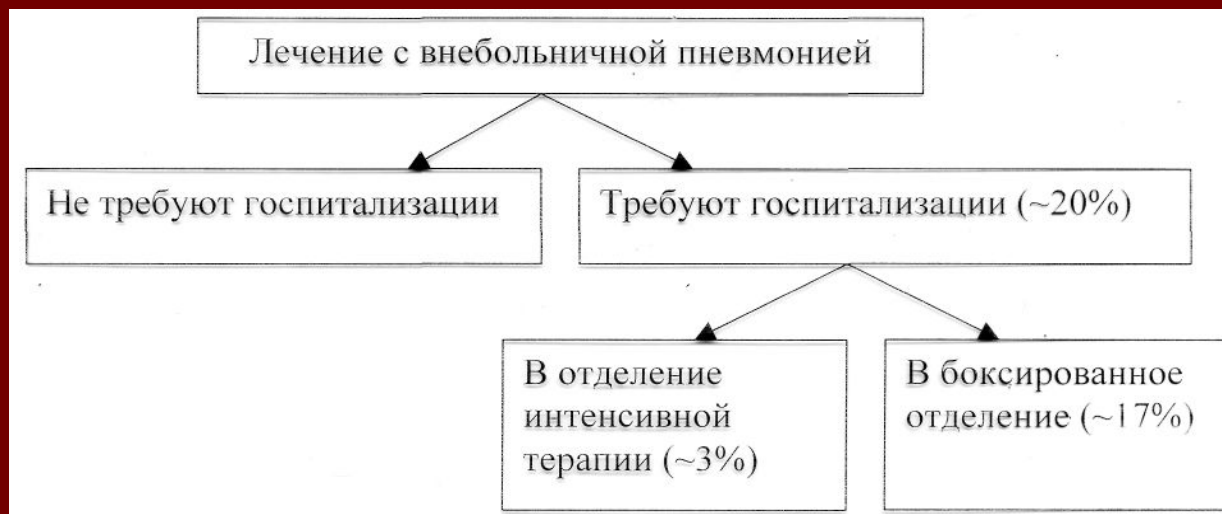 Лечение с внебольничной пневмонией
Не требуют госпитализации
Требуют госпитализации (~20%)
В отделение
интенсивной
терапии (~3%)
В боксированное
отделение (~17%)